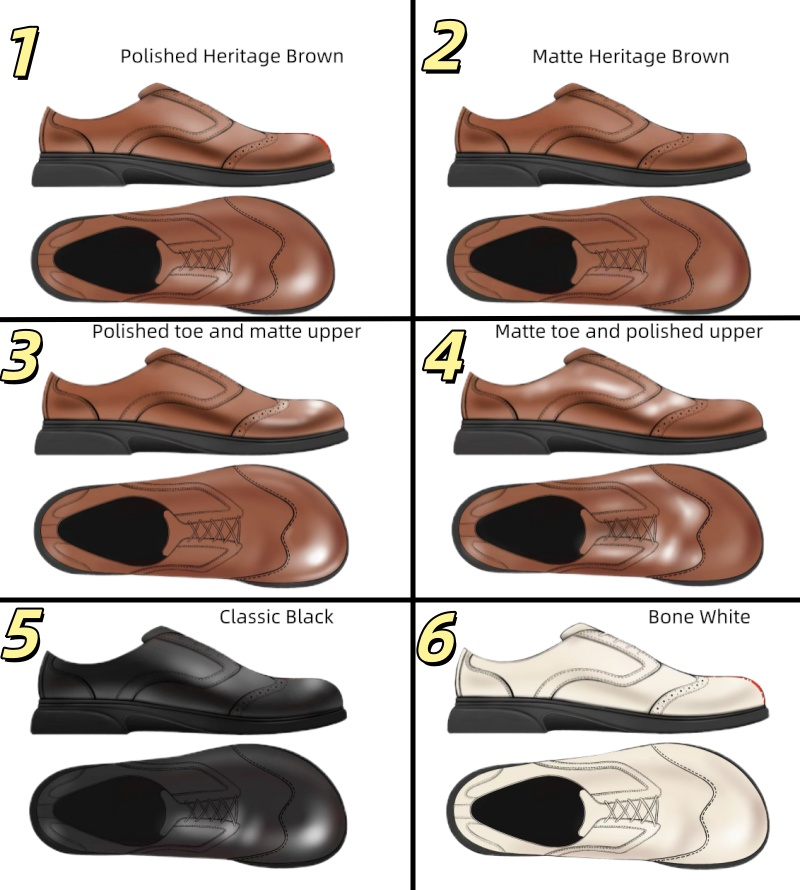 1
Polished Heritage Brown
2
Matte Heritage Brown
3
Polished toe and matte upper
4
Matte toe and polished upper
5
Classic Black
6
Bone White